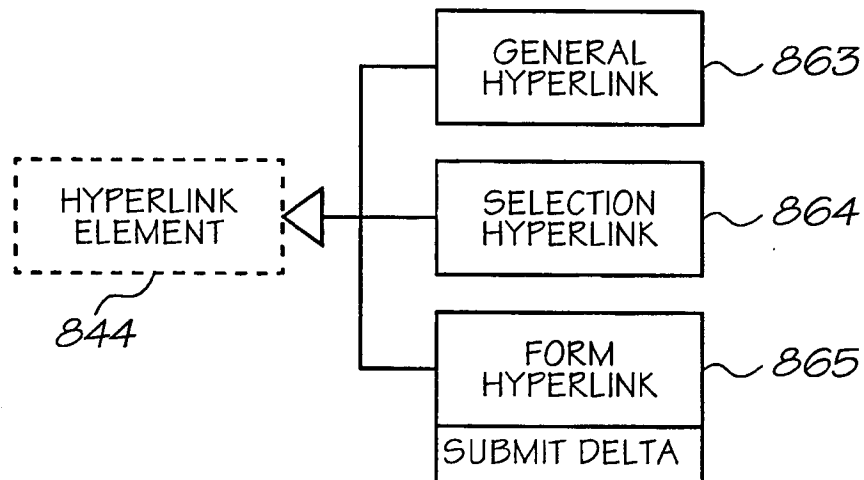 GENERAL
HYPERLINK
863
HYPERLINK
ELEMENT
844
SELECTION
HYPERLINK
864
FORM
HYPERLINK
865
SUBMIT DELTA